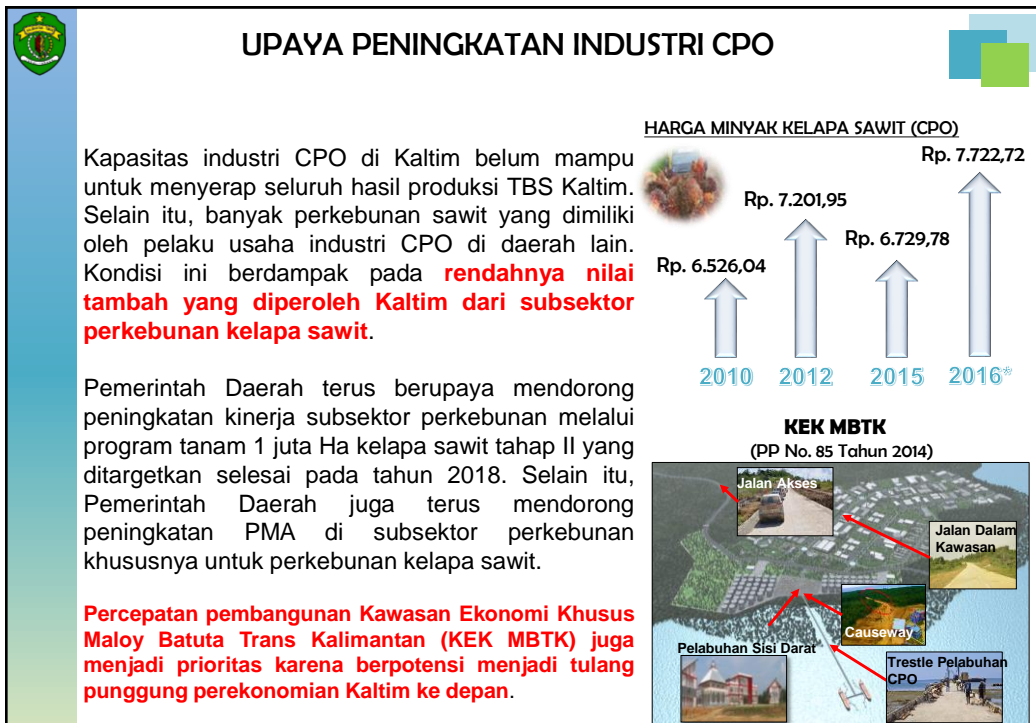 UPAYA PENINGKATAN INDUSTRI CPO
Kapasitas industri CPO di Kaltim belum mampu
untuk menyerap seluruh hasil produksi TBS Kaltim.
Selain itu, banyak perkebunan sawit yang dimiliki
oleh pelaku usaha industri CPO di daerah lain.
Kondisi ini berdampak pada rendahnya nilai
tambah yang diperoleh Kaltim dari subsektor
perkebunan kelapa sawit.
Pemerintah Daerah terus berupaya mendorong
peningkatan kinerja subsektor perkebunan melalui
program tanam 1 juta Ha kelapa sawit tahap II yang
ditargetkan selesai pada tahun 2018. Selain itu,
Pemerintah Daerah juga terus mendorong
peningkatan PMA di subsektor perkebunan
khususnya untuk perkebunan kelapa sawit.
Percepatan pembangunan Kawasan Ekonomi Khusus
Maloy Batuta Trans Kalimantan (KEK MBTK) juga
menjadi prioritas karena berpotensi menjadi tulang
punggung perekonomian Kaltim ke depan.
HARGA MINYAK KELAPA SAWIT (CPO)
Rp. 6.526,04
Rp. 7.201,95
Rp. 6.729,78
Rp. 7.722,72
2010
2012
2015
2016*
KEK MBTK
(PP No. 85 Tahun 2014)
Jalan Akses
Jalan Dalam
Kawasan
Causeway
Pelabuhan Sisi Darat
Trestle Pelabuhan
CPO